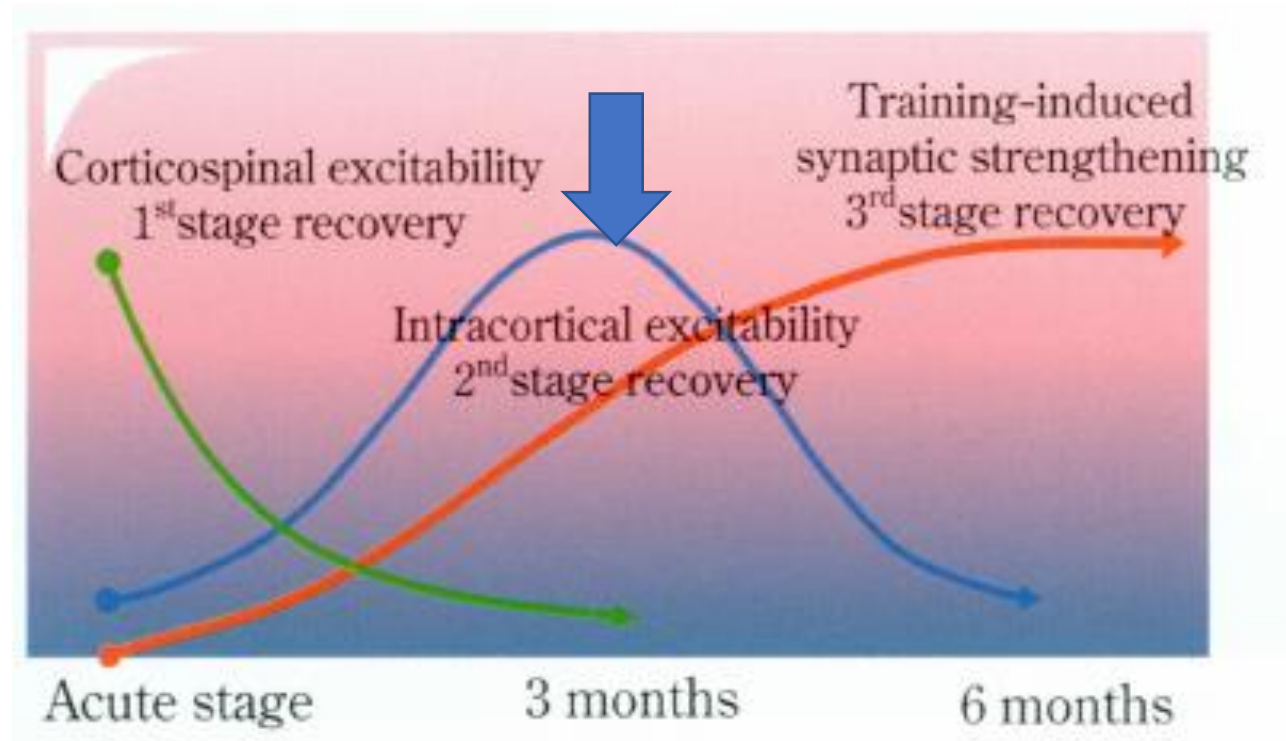 Corticospinal excitability
1st stage recovery
Training-induced
synaptic strengthening
3rd stage recovery
Intracortical excitability
2nd stage recovery
Acute stage
3 months
6 months